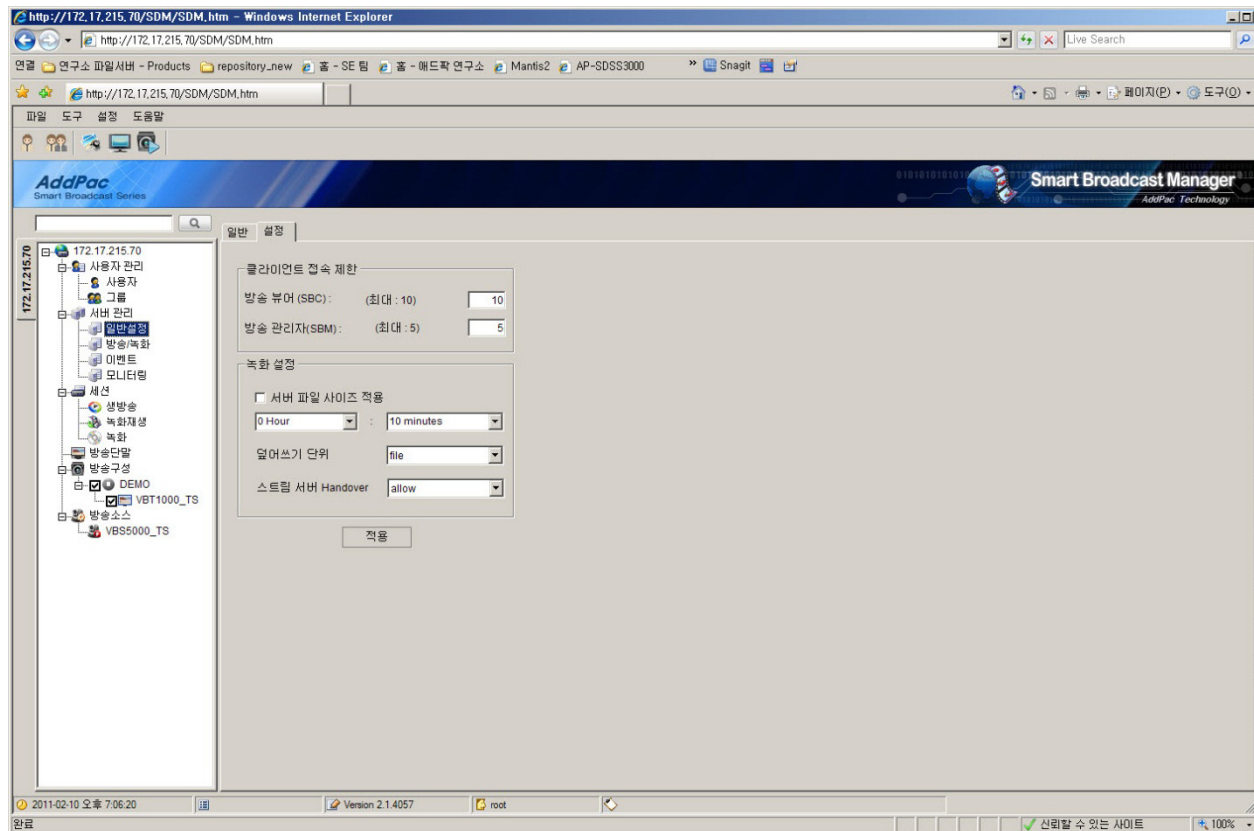 http://172.17.215.70/SDM/SDM.htm - Windows Internet Explorer
http://172.17.215.70/SDM/SDM.htm
Live Search
연결 연구소 파일서버 - Products repository_new 홈 - SE 팀 홈 - 애드팍 연구소 Mantis2 AP-SDSS3000 » Snagit
http://172.17.215.70/SDM/SDM.htm
페이지(P) 도구(O)
파일 도구 설정 도움말
AddPac
Smart Broadcast Series
Smart Broadcast Manager
AddPac Technology
일반 설정
172.17.215.70
172.17.215.70
사용자 관리
사용자
그룹
서버 관리
일반설정
방송/녹화
이벤트
모니터링
세션
생방송
녹화재생
녹화
방송단말
방송구성
DEMO
VBT1000_TS
방송소스
VBS5000_TS
클라이언트 접속 제한
방송 뷰어 (SBC) : (최대 : 10) 10
방송 관리자(SBM) : (최대 : 5) 5
녹화 설정
서버 파일 사이즈 적용
0 Hour : 10 minutes
덮어쓰기 단위 file
스트림 서버 Handover allow
적용
2011-02-10 오후 7:06:20 Version 2.1.4057 root
완료 신뢰할 수 있는 사이트 100%